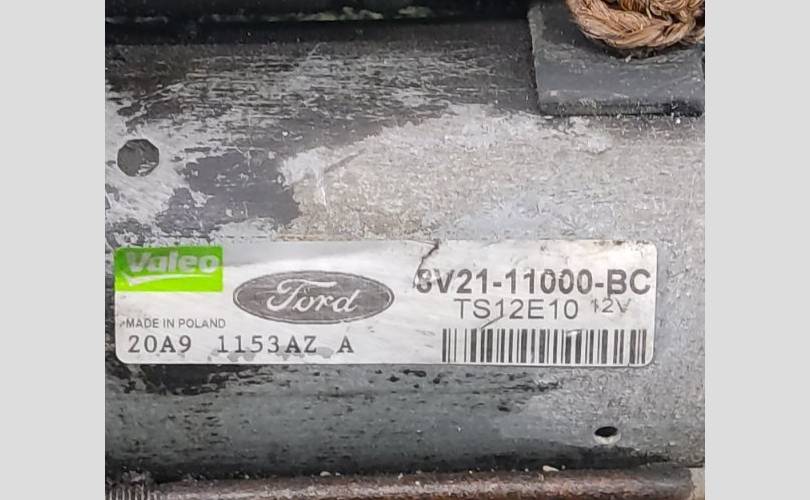 Valeo
Ford
8V21-11000-BC
TS12E10 12V
MADE IN POLAND
20A9 1153AZ A